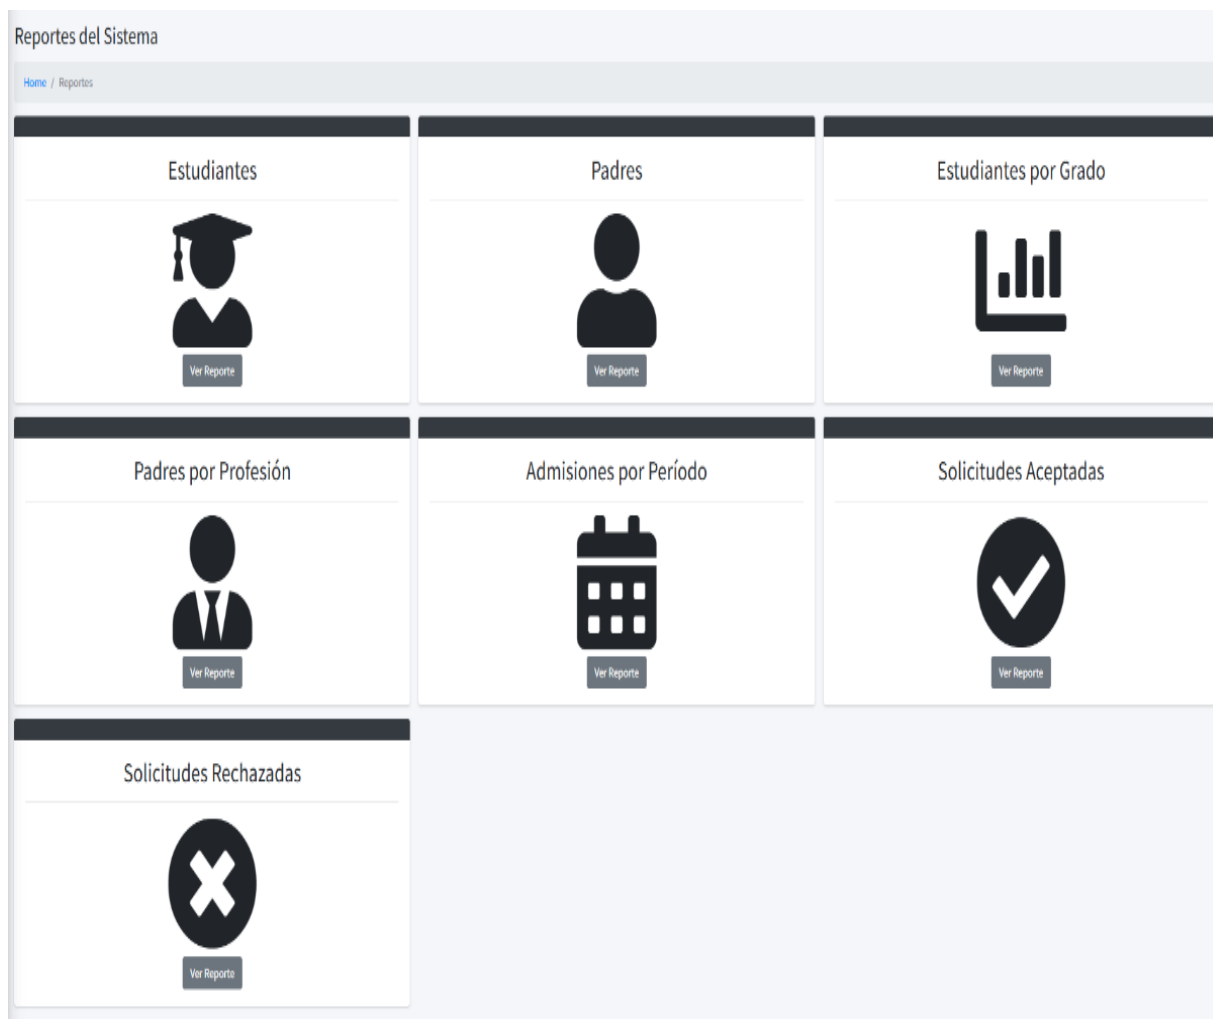 Reportes del Sistema
Home / Reportes
Estudiantes
Ver Reporte
Padres
Ver Reporte
Estudiantes por Grado
Ver Reporte
Padres por Profesión
Ver Reporte
Admisiones por Período
Ver Reporte
Solicitudes Aceptadas
Ver Reporte
Solicitudes Rechazadas
Ver Reporte